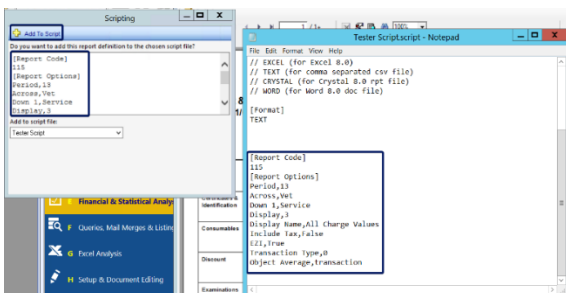 Scripting
Add To Script
Do you want to add this report definition to the chosen script file?
[Report Code]
115
[Report Options]
Period,13
Across,Vet
Down 1,Service
Display,3
Add to script file:
Tester Script
1 / 1+
100%
Tester Script.script - Notepad
File Edit Format View Help
// EXCEL (for Excel 8.0)
// TEXT (for comma separated csv file)
// CRYSTAL (for Crystal 8.0 rpt file)
// WORD (for Word 8.0 doc file)
[Format]
TEXT
[Report Code]
115
[Report Options]
Period,13
Across,Vet
Down 1,Service
Display,3
Display Name,All Charge Values
Include Tax,False
EZI,True
Transaction Type,0
Object Average,transaction
Financial & Statistical Analy
F Queries, Mail Merges & Listing
G Excel Analysis
H Setup & Document Editing
Identification
Consumables
Discount
Examinations